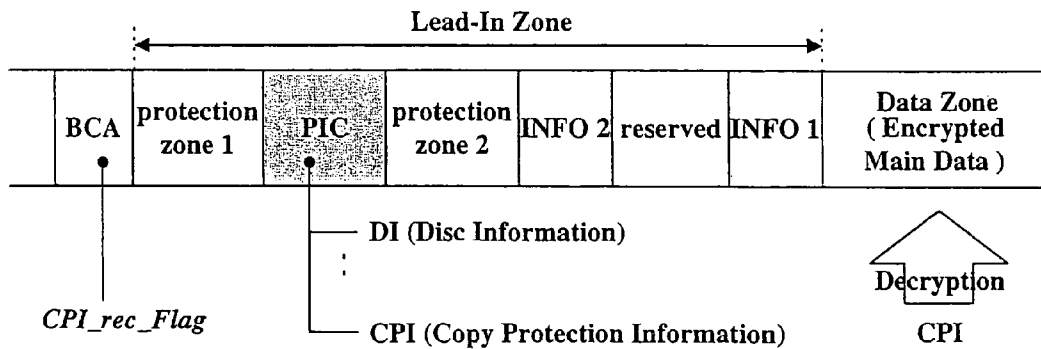 Lead-In Zone
BCA
protection
zone 1
PIC
protection
zone 2
INFO 2
reserved
INFO 1
Data Zone
( Encrypted
Main Data )
DI (Disc Information)
CPI_rec_Flag
CPI (Copy Protection Information)
Decryption
CPI